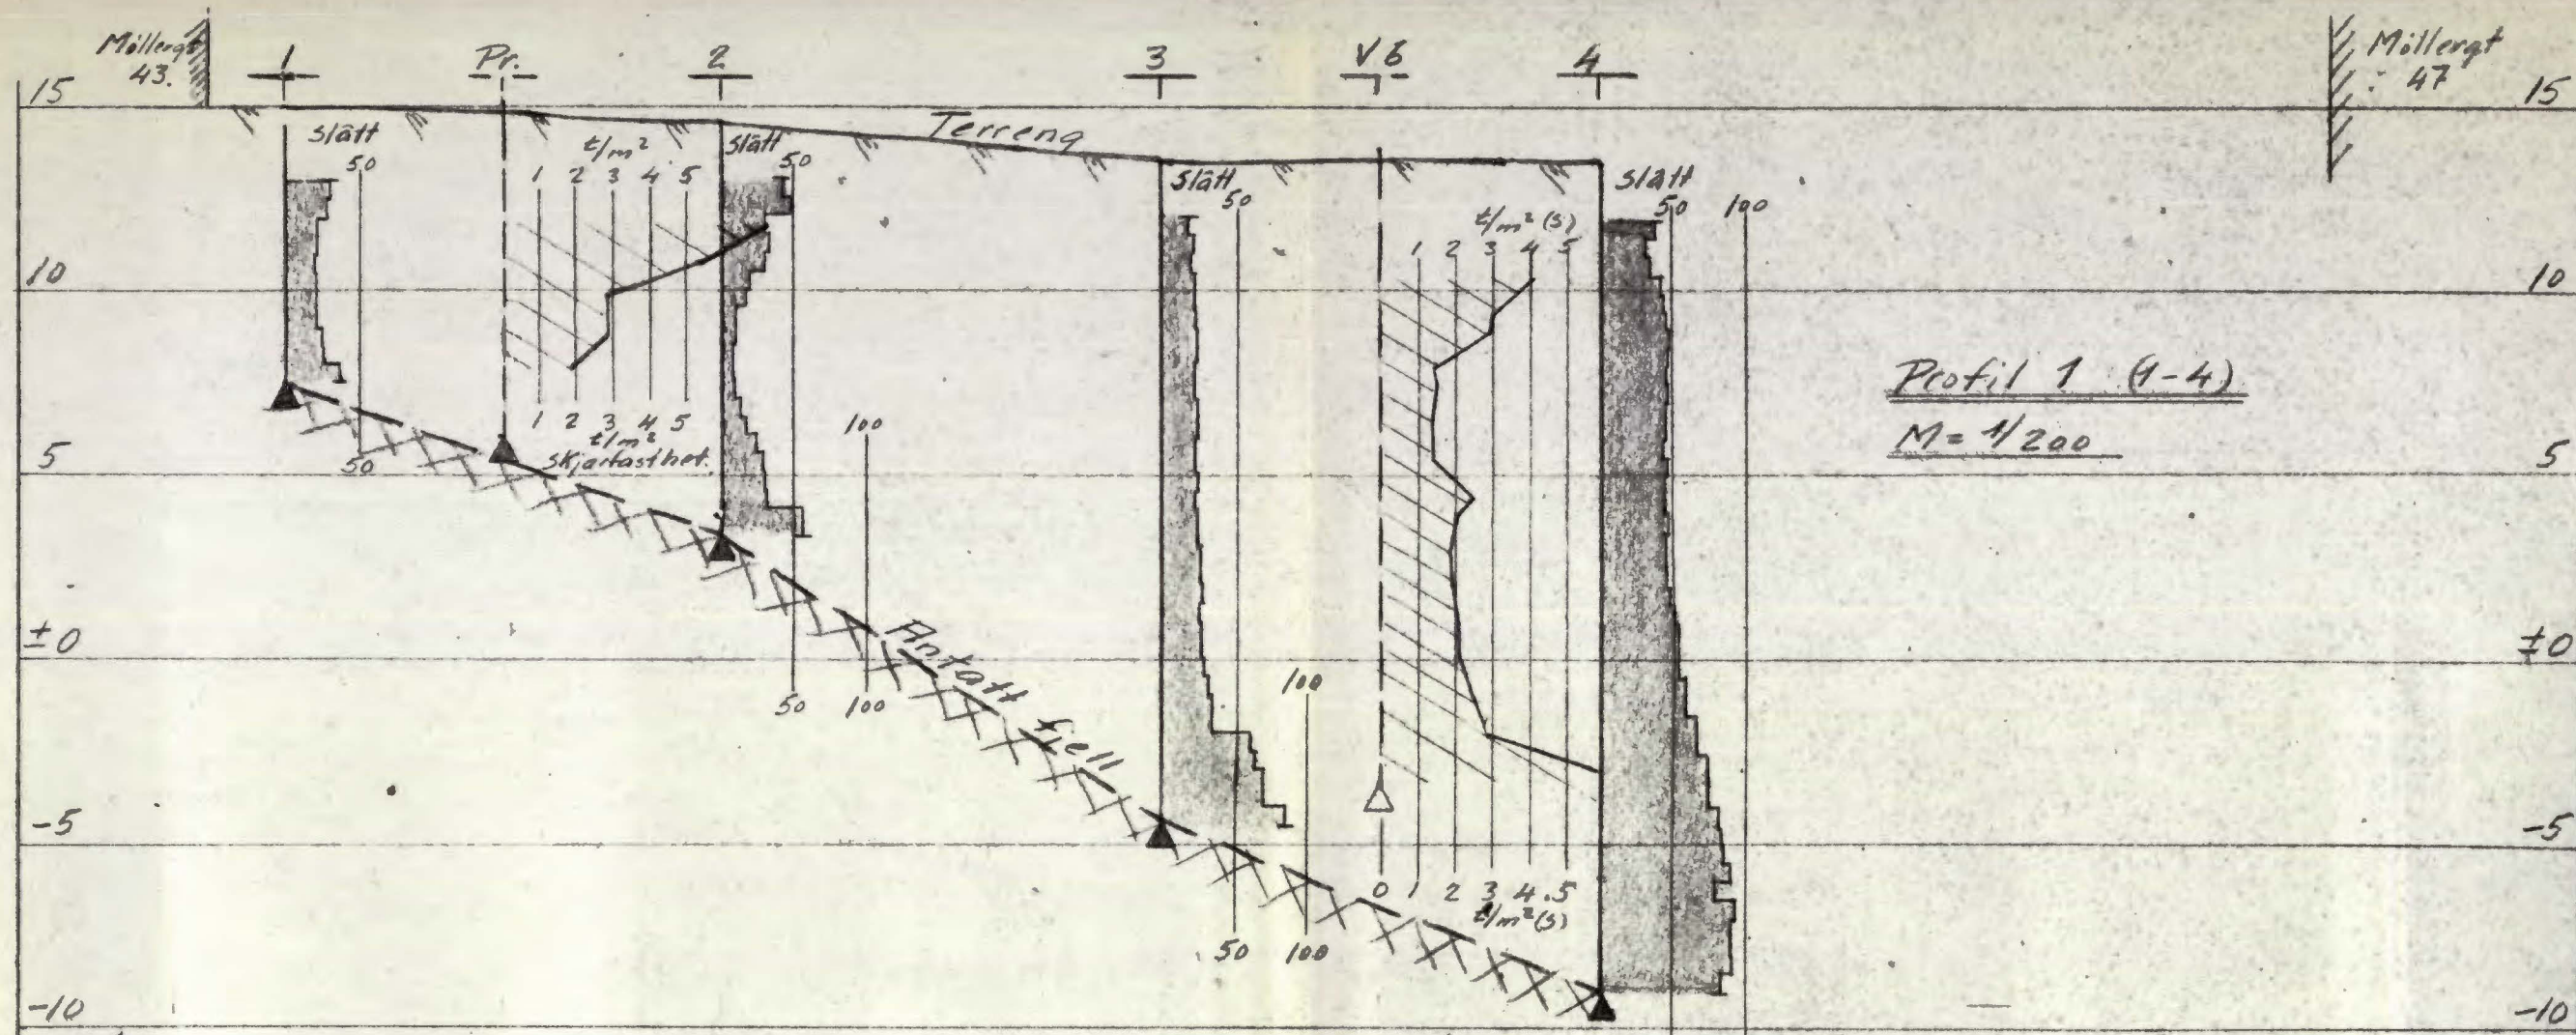 Möllergt
43.
1
Pr.
2
3
V6
4
Möllergt
47
15
15
slått
50
t/m²
1 2 3 4 5
slått
50
Terreng
slått
50
t/m² (s)
1 2 3 4 5
slått
50
100
10
10
Profil 1 (1-4)
M = 1/200
1 2 3 4 5
t/m²
skjærfasthet.
50
100
5
5
±0
±0
Antatt fjell
50
100
100
-5
-5
0 1 2 3 4 5
t/m² (s)
50
100
-10
-10